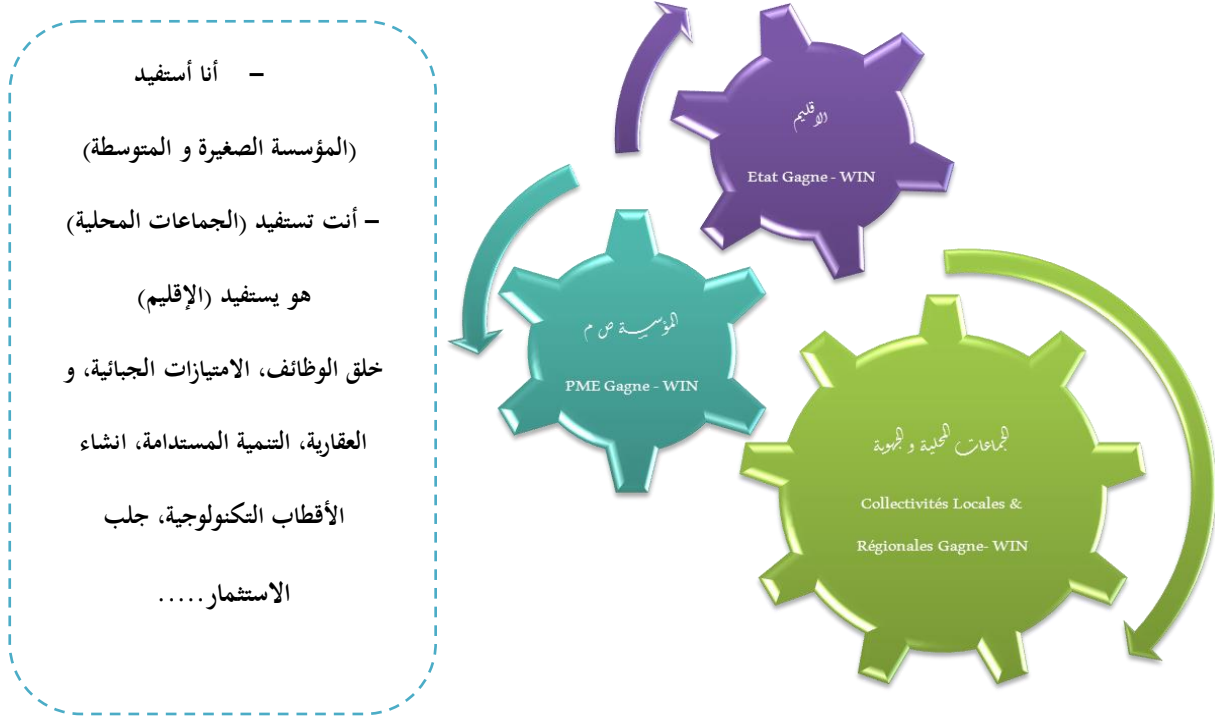 – أنا أستفيد
(المؤسسة الصغيرة و المتوسطة)
– أنت تستفيد (الجماعات المحلية)
هو يستفيد (الإقليم)
خلق الوظائف، الامتيازات الجبائية، و
العقارية، التنمية المستدامة، انشاء
الأقطاب التكنولوجية، جلب
الاستثمار.....
الاقليم
Etat Gagne - WIN
المؤسسة ص م
PME Gagne - WIN
الجماعات المحلية و الجهوية
Collectivités Locales &
Régionales Gagne- WIN